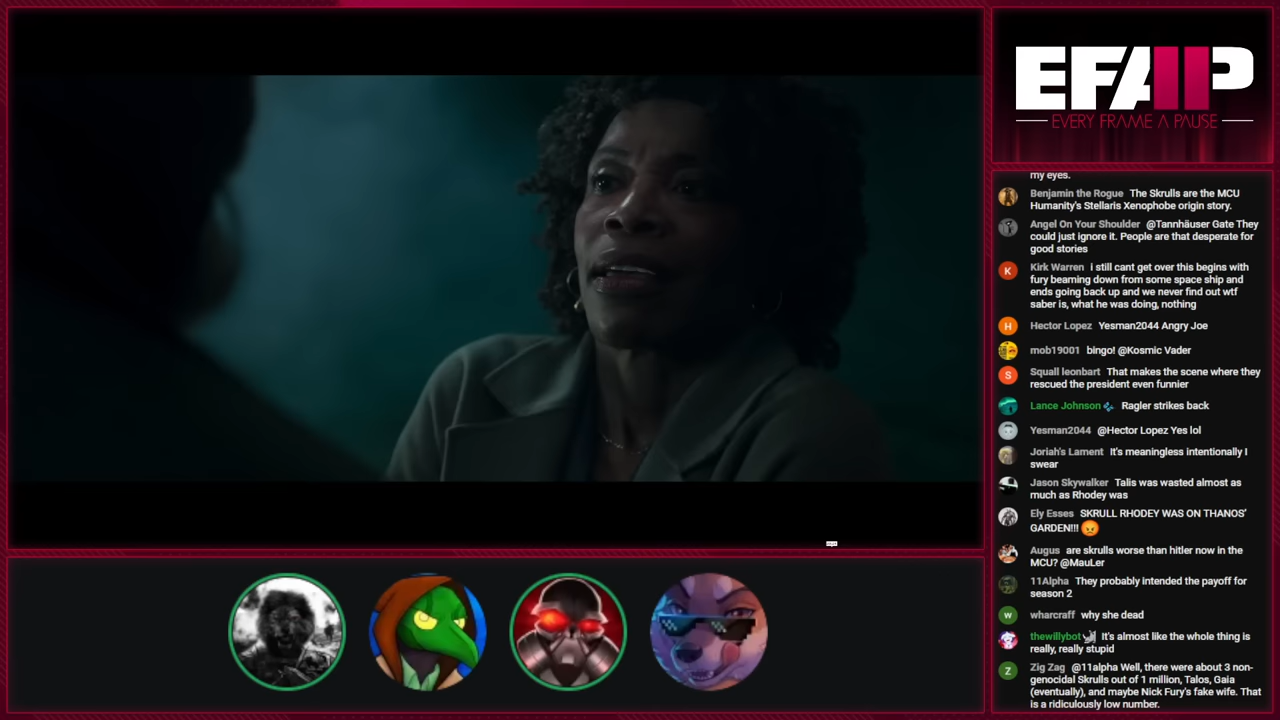 EFAP
EVERY FRAME A PAUSE
my eyes.
Benjamin the Rogue The Skrulls are the MCU
Humanity's Stellaris Xenophobe origin story.
Angel On Your Shoulder @Tannhäuser Gate They
could just ignore it. People are that desperate for
good stories
K
Kirk Warren i still cant get over this begins with
fury beaming down from some space ship and
ends going back up and we never find out wtf
saber is, what he was doing, nothing
H
Hector Lopez Yesman2044 Angry Joe
mob19001 bingo! @Kosmic Vader
S
Squall leonbart That makes the scene where they
rescued the president even funnier
Lance Johnson Ragler strikes back
Yesman2044 @Hector Lopez Yes lol
Joriah's Lament It's meaningless intentionally I
swear
Jason Skywalker Talis was wasted almost as
much as Rhodey was
Ely Esses SKRULL RHODEY WAS ON THANOS'
GARDEN!!!
Augus are skrulls worse than hitler now in the
MCU? @MauLer
11Alpha They probably intended the payoff for
season 2
w
wharcraff why she dead
thewillybot It's almost like the whole thing is
really, really stupid
Z
Zig Zag @11alpha Well, there were about 3 non-
genocidal Skrulls out of 1 million, Talos, Gaia
(eventually), and maybe Nick Fury's fake wife. That
is a ridiculously low number.